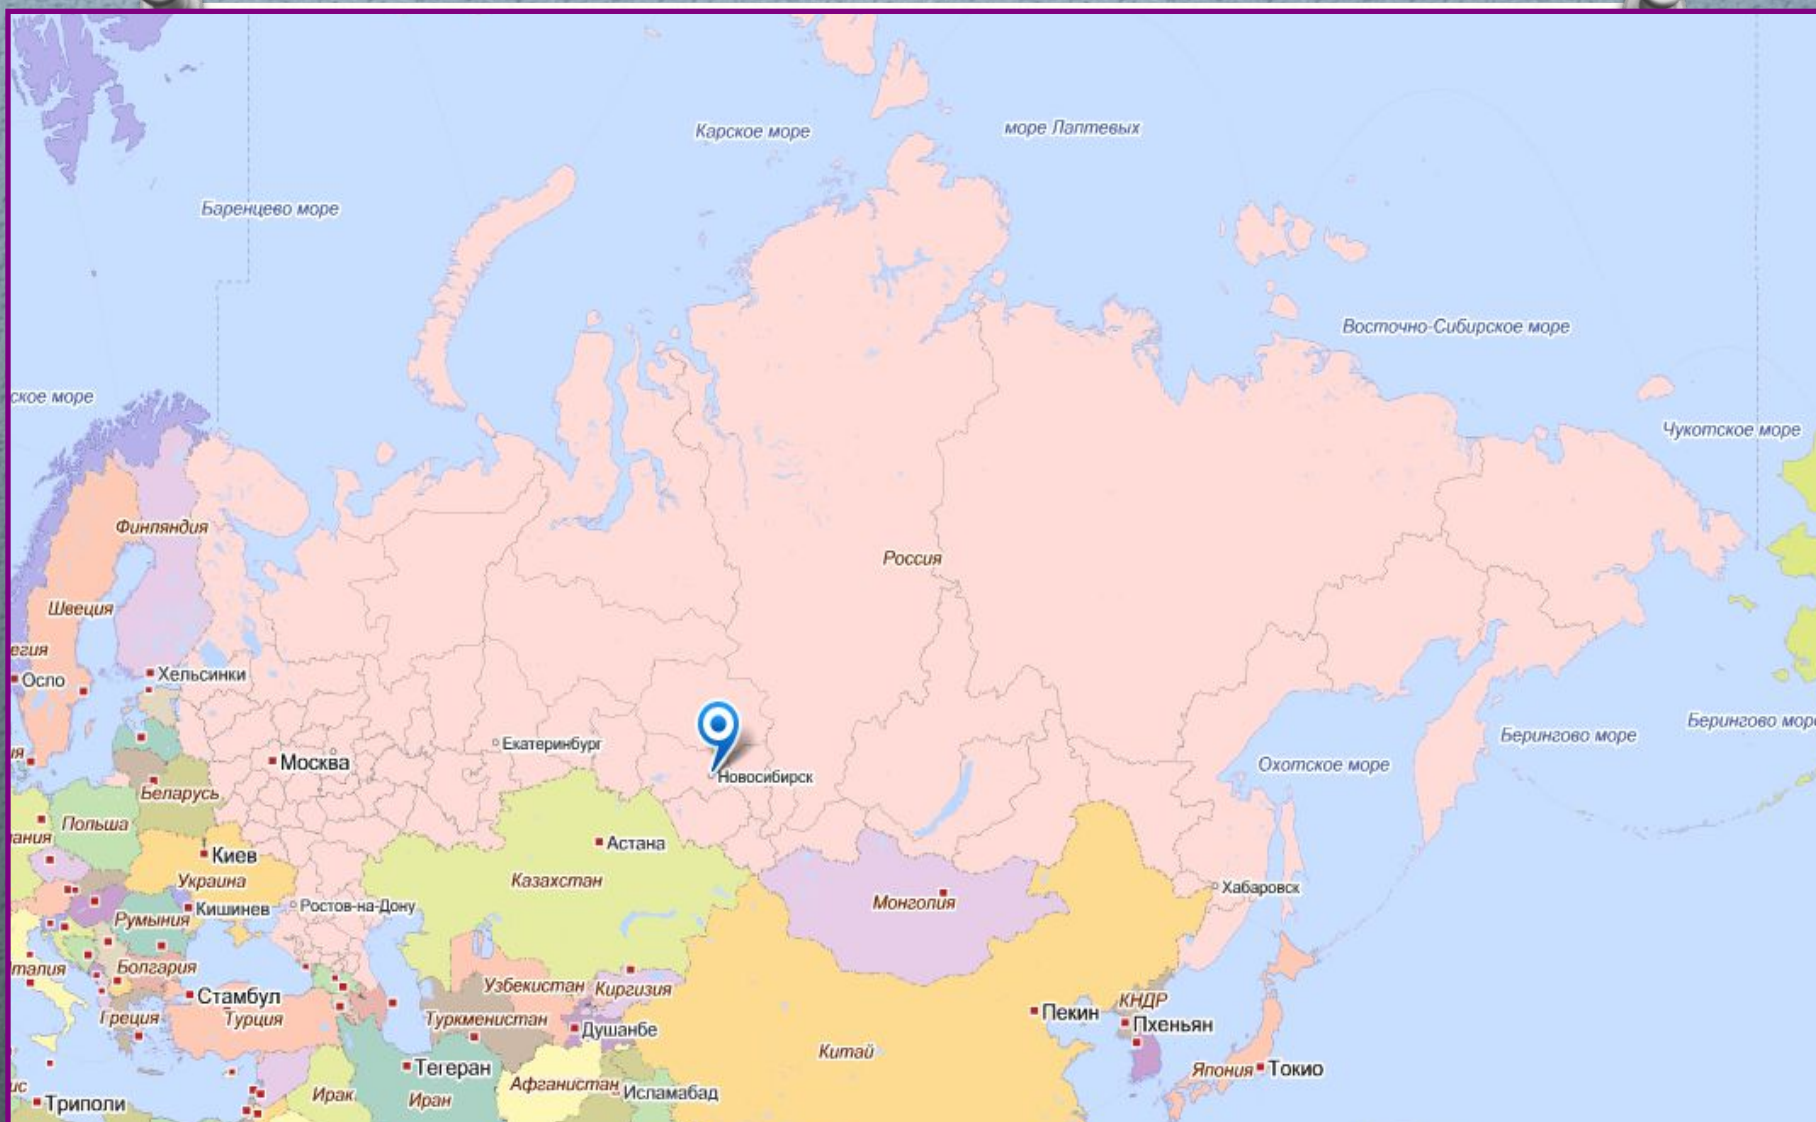 Карское море
море Лаптевых
Баренцево море
Восточно-Сибирское море
ское море
Чукотское море
Финляндия
Россия
Швеция
егия
Хельсинки
Осло
Берингово море
Берингово море
Екатеринбург
Москва
Охотское море
Новосибирск
Беларусь
Польша
ания
Астана
Киев
Украина
Казахстан
Хабаровск
Монголия
Ростов-на-Дону
Кишинев
Румыния
Болгария
талия
Узбекистан
Киргизия
Стамбул
КНДР
Греция
Турция
Туркменистан
Пекин
Пхеньян
Душанбе
Китай
Тегеран
Япония
Токио
Афганистан
Исламабад
Ирак
Иран
ис
Триполи